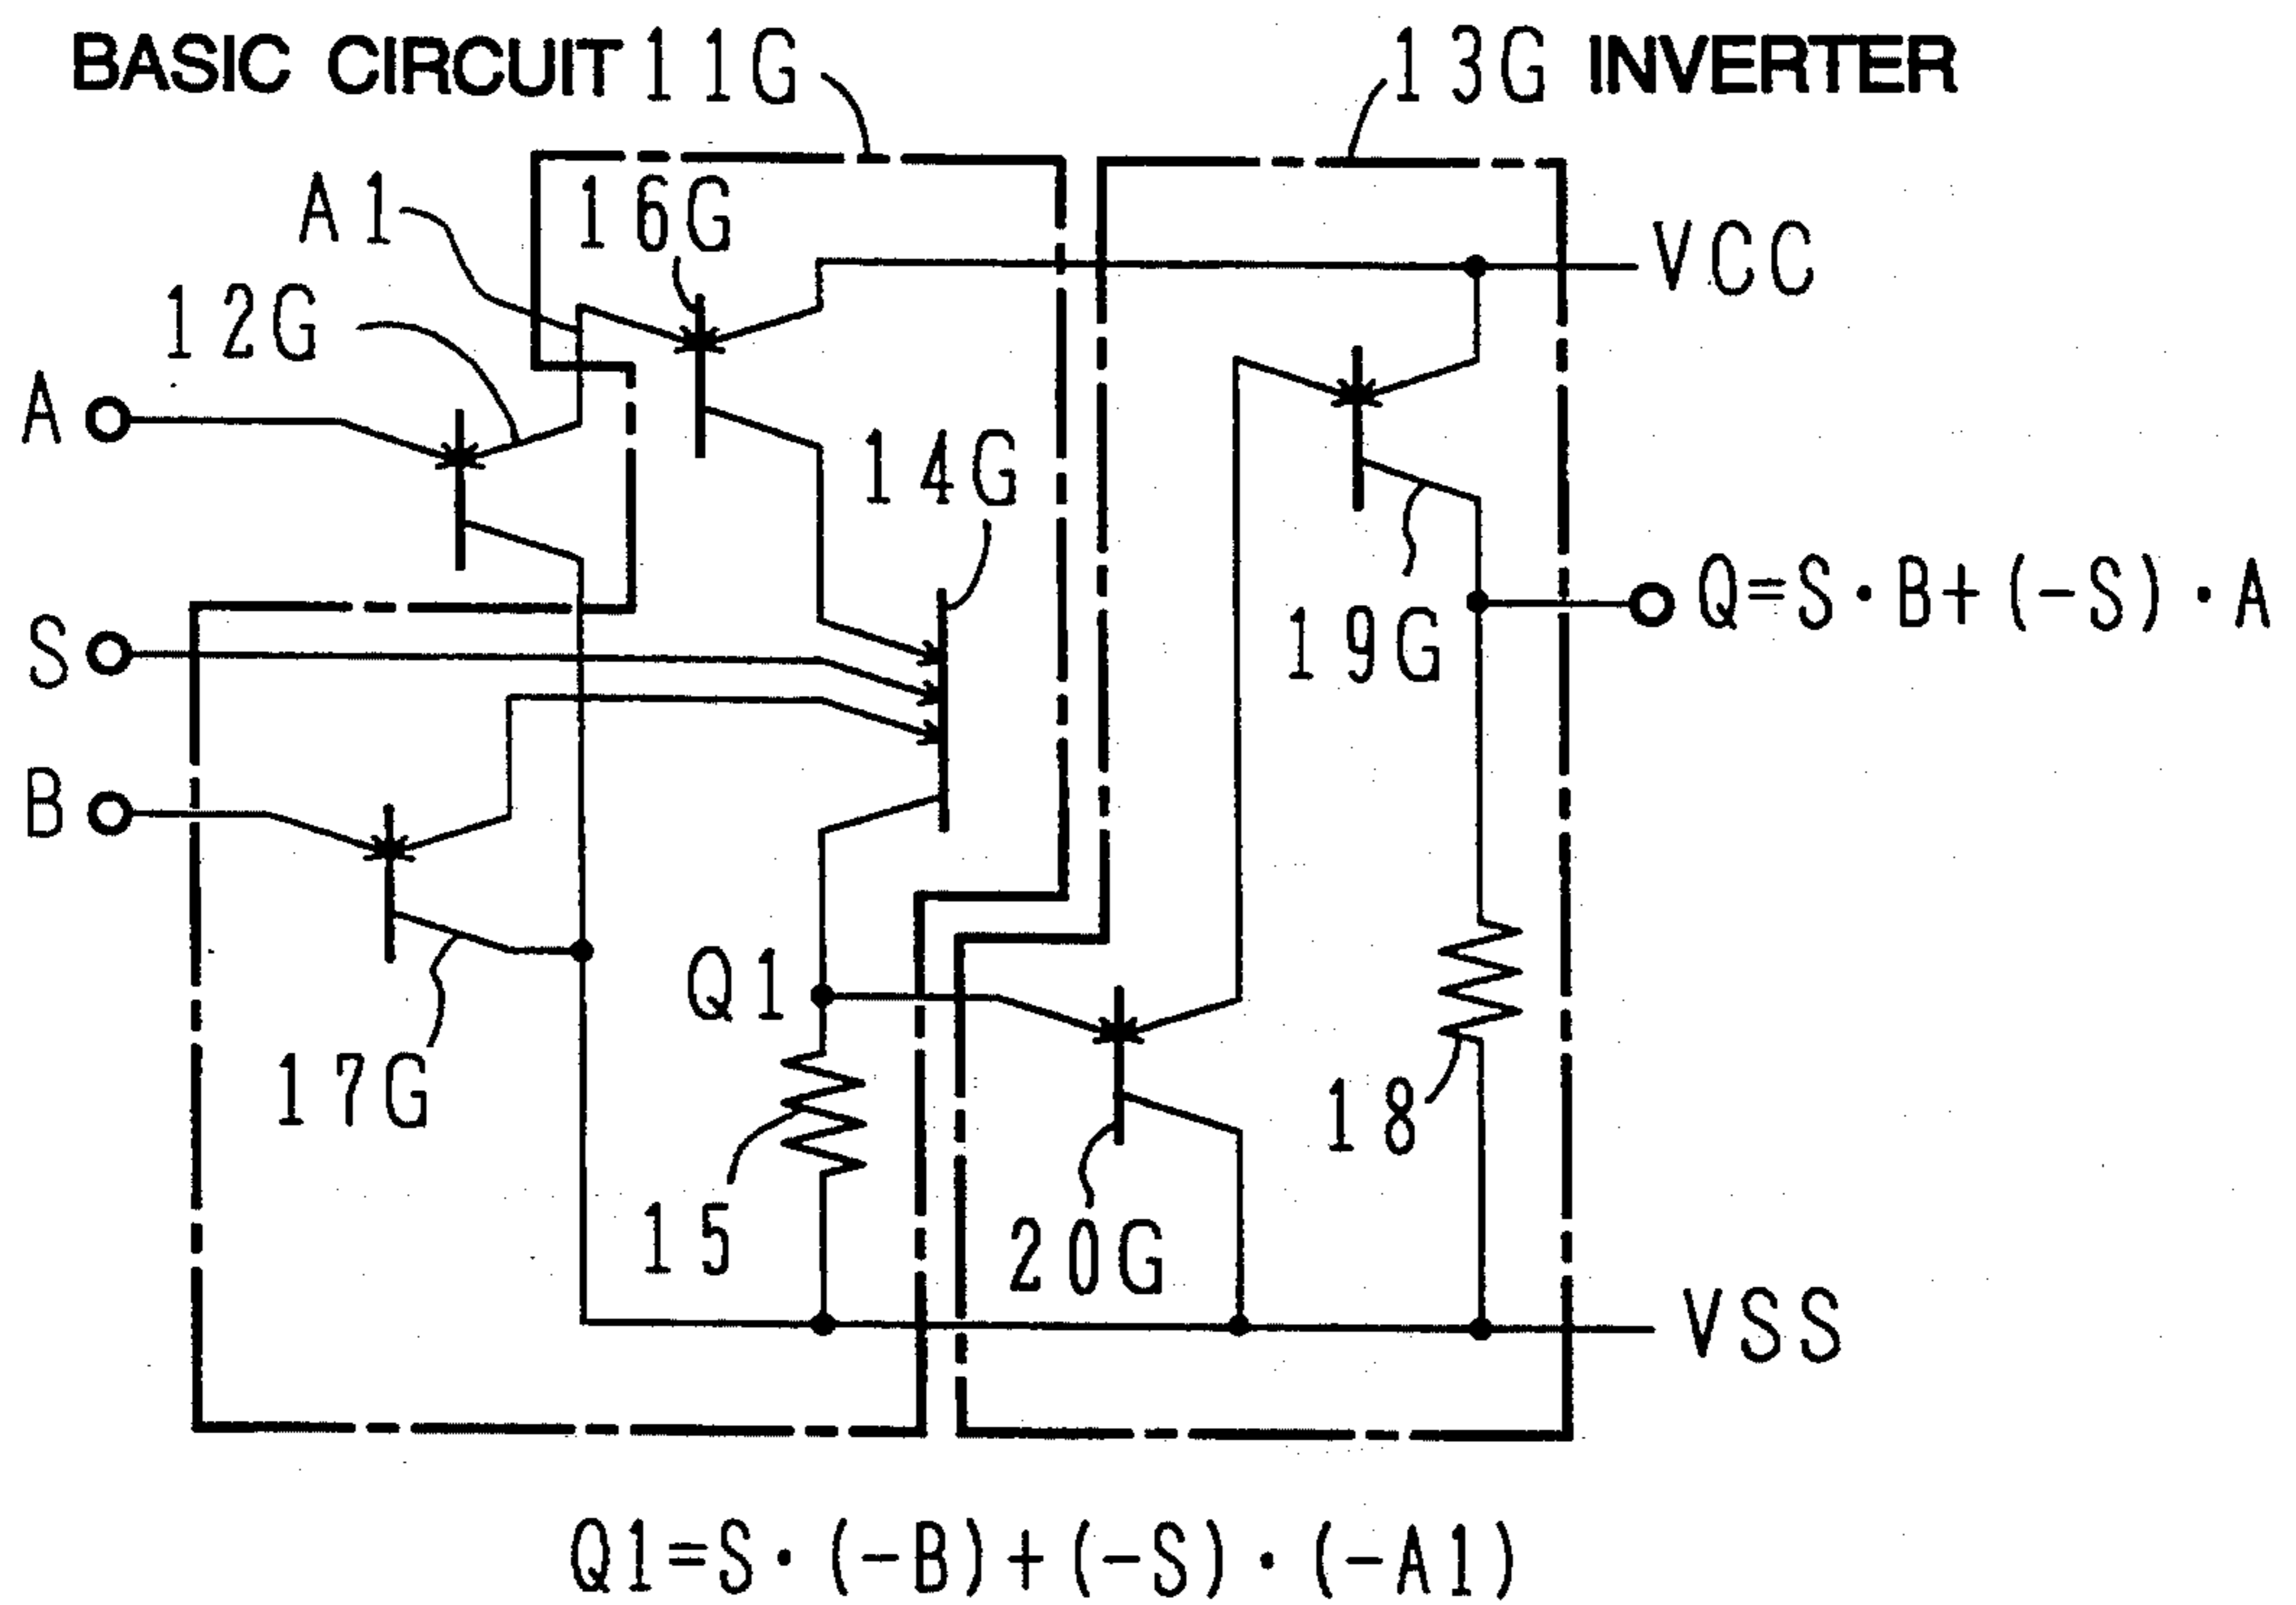 BASIC CIRCUIT 11G
13G INVERTER
A1
16G
VCC
12G
A
14G
Q=S·B+(-S)·A
S
19G
B
Q1
17G
18
15
20G
VSS
Q1=S·(-B)+(-S)·(-A1)